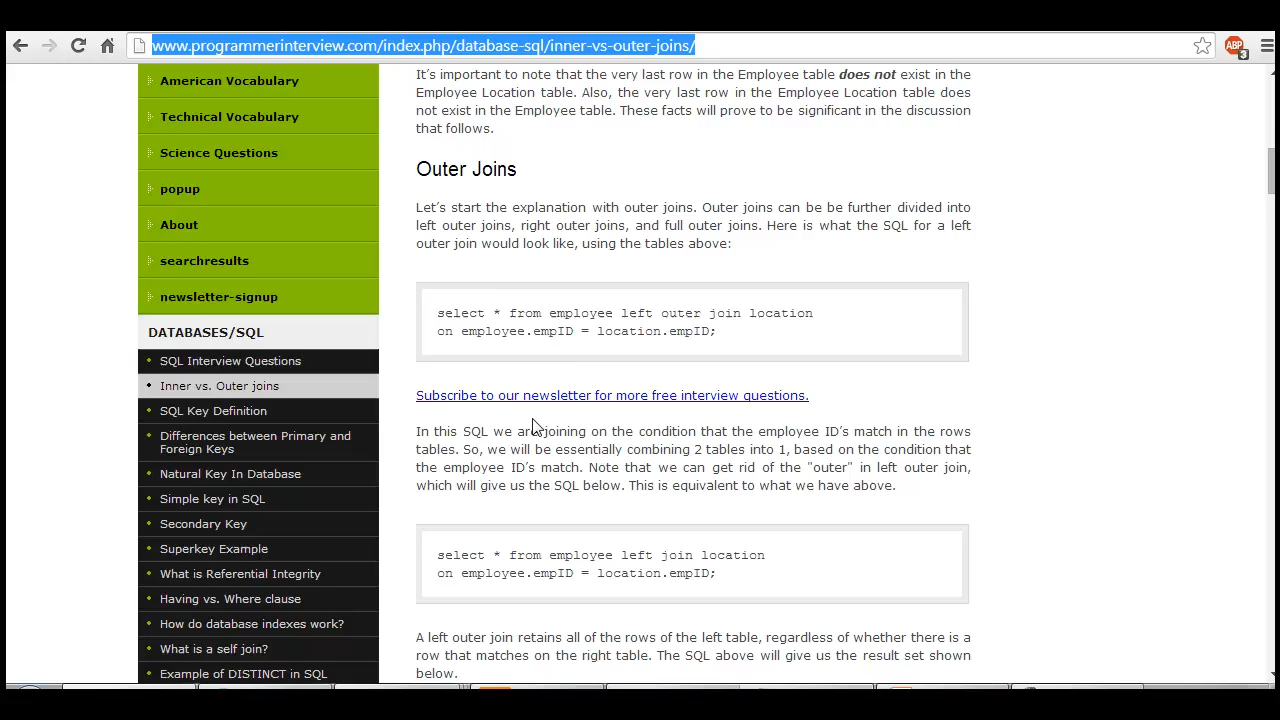 www.programmerinterview.com/index.php/database-sql/inner-vs-outer-joins/
ABP
3
American Vocabulary
Technical Vocabulary
Science Questions
popup
About
searchresults
newsletter-signup
DATABASES/SQL
SQL Interview Questions
Inner vs. Outer joins
SQL Key Definition
Differences between Primary and
Foreign Keys
Natural Key In Database
Simple key in SQL
Secondary Key
Superkey Example
What is Referential Integrity
Having vs. Where clause
How do database indexes work?
What is a self join?
Example of DISTINCT in SQL
It's important to note that the very last row in the Employee table does not exist in the
Employee Location table. Also, the very last row in the Employee Location table does
not exist in the Employee table. These facts will prove to be significant in the discussion
that follows.
Outer Joins
Let's start the explanation with outer joins. Outer joins can be be further divided into
left outer joins, right outer joins, and full outer joins. Here is what the SQL for a left
outer join would look like, using the tables above:
select * from employee left outer join location
on employee.empID = location.empID;
Subscribe to our newsletter for more free interview questions.
In this SQL we are joining on the condition that the employee ID's match in the rows
tables. So, we will be essentially combining 2 tables into 1, based on the condition that
the employee ID's match. Note that we can get rid of the "outer" in left outer join,
which will give us the SQL below. This is equivalent to what we have above.
select * from employee left join location
on employee.empID = location.empID;
A left outer join retains all of the rows of the left table, regardless of whether there is a
row that matches on the right table. The SQL above will give us the result set shown
below.